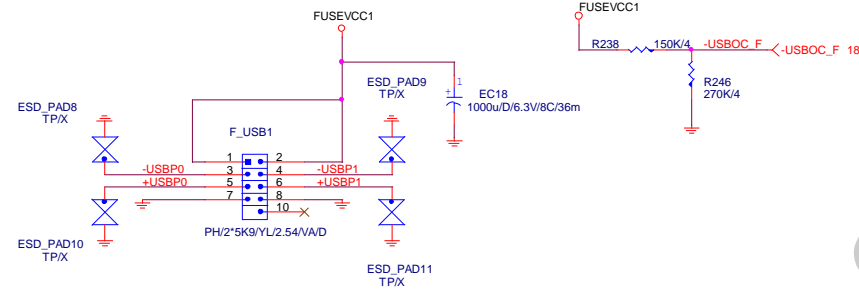 FUSEVCC1
FUSEVCC1
R238
150K/4
-USBOC_F
-USBOC_F 18
R246
270K/4
ESD_PAD9
TP/X
+
1
EC18
1000u/D/6.3V/8C/36m
ESD_PAD8
TP/X
F_USB1
1
2
-USBP0
3
4
-USBP1
+USBP0
5
6
+USBP1
7
8
10
PH/2*5K9/YL/2.54/VA/D
ESD_PAD10
TP/X
ESD_PAD11
TP/X